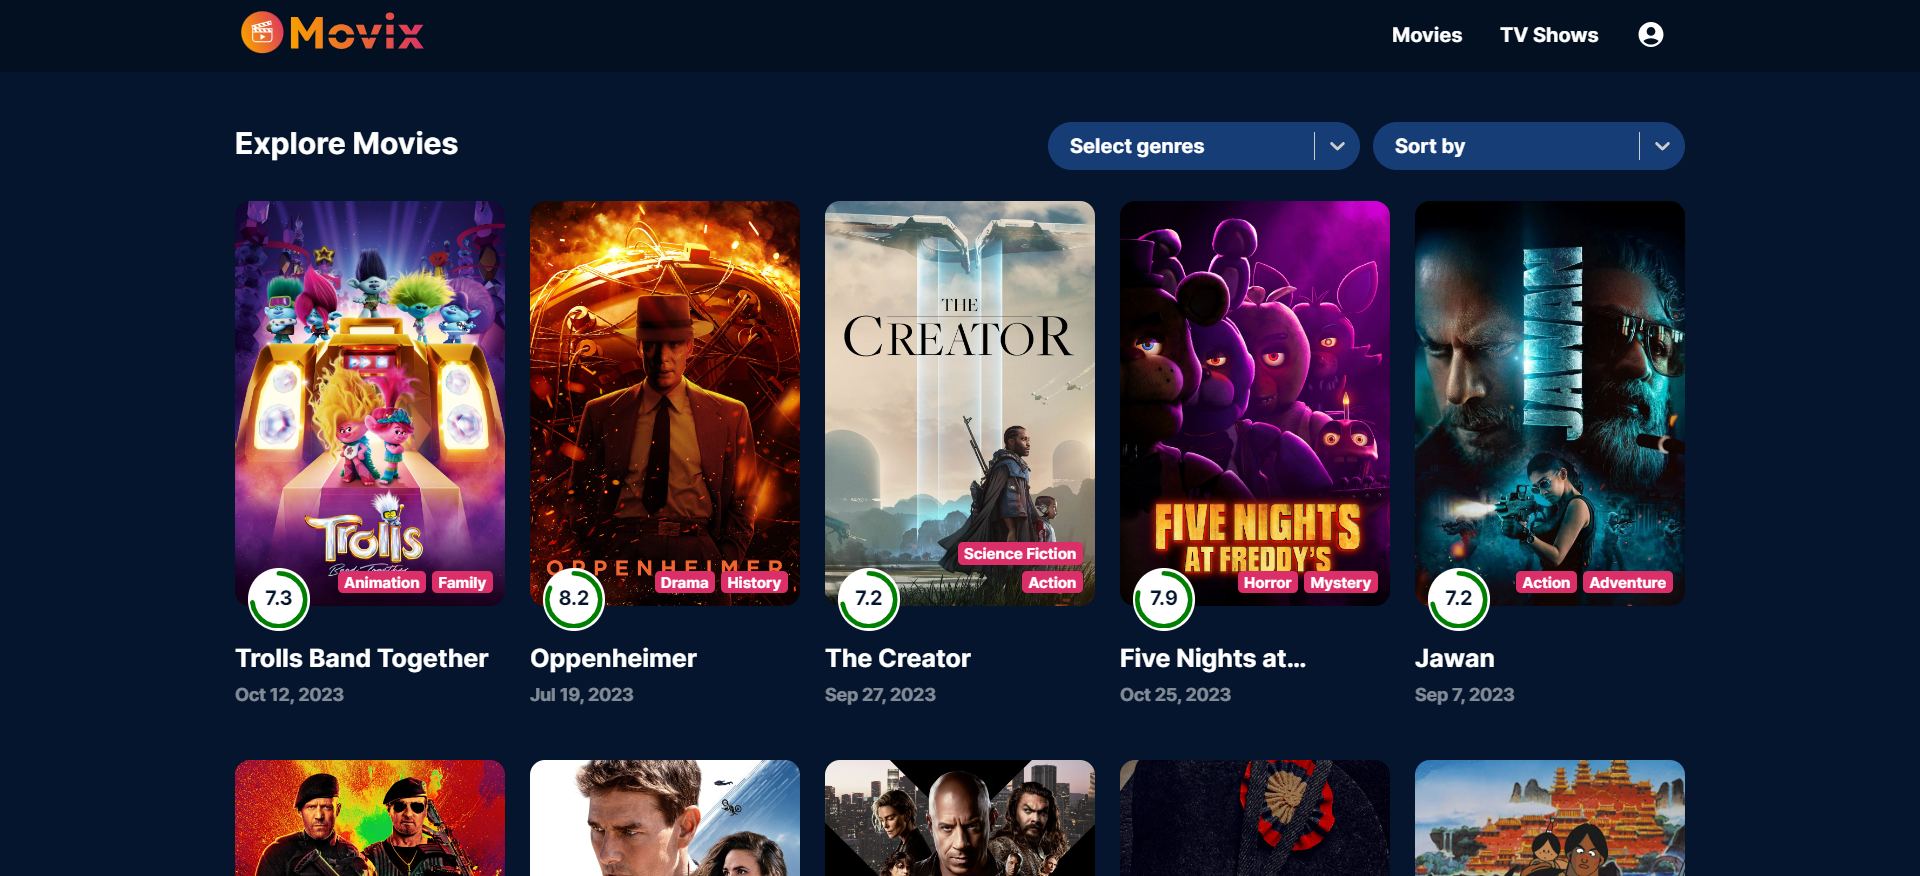 Movix
Movies
TV Shows
Explore Movies
Select genres
Sort by
Trolls
Band Together
7.3
Animation
Family
Trolls Band Together
Oct 12, 2023
OPPENHEIMER
8.2
Drama
History
Oppenheimer
Jul 19, 2023
THE
CREATOR
7.2
Science Fiction
Action
The Creator
Sep 27, 2023
FIVE NIGHTS
AT FREDDY'S
7.9
Horror
Mystery
Five Nights at...
Oct 25, 2023
JAWAN
7.2
Action
Adventure
Jawan
Sep 7, 2023